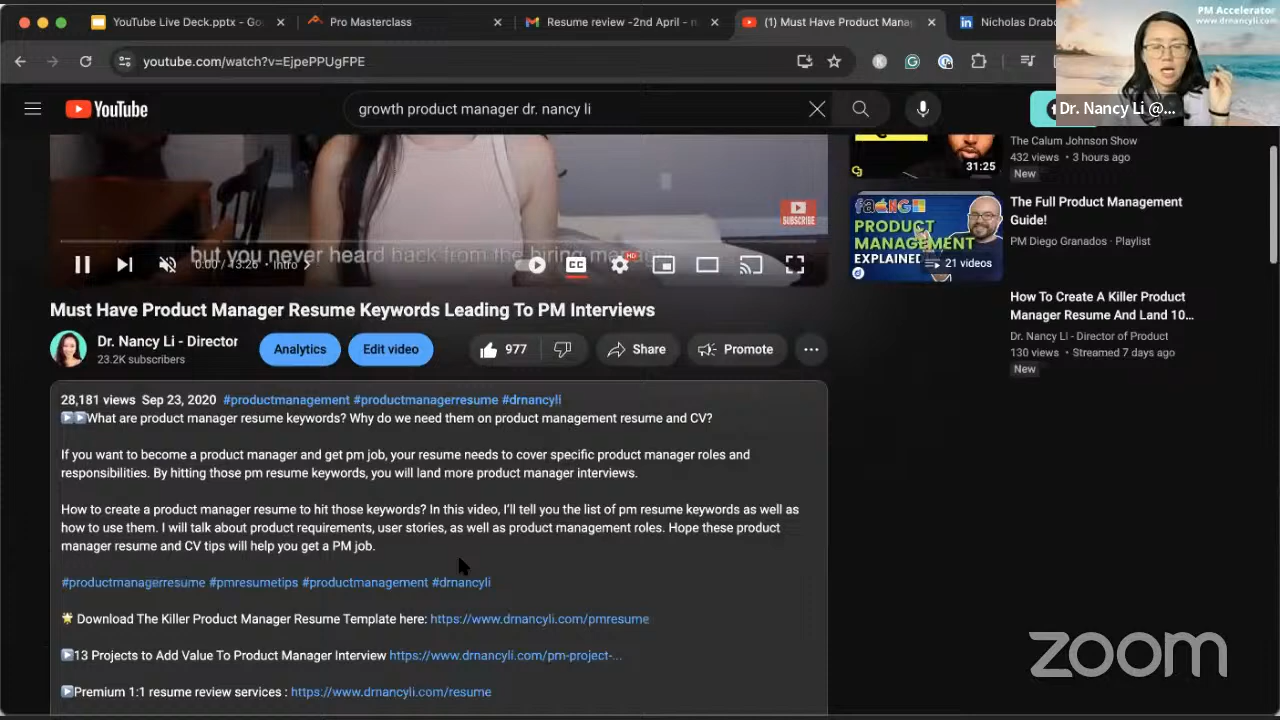 YouTube Live Deck.pptx - Go
Pro Masterclass
Resume review -2nd April - n
(1) Must Have Product Mana
Nicholas Drabo
PM Accelerator
www.drnancyli.com
youtube.com/watch?v=EjpePPUgFPE
YouTube
growth product manager dr. nancy li
Dr. Nancy Li @...
31:25
The Calum Johnson Show
432 views • 3 hours ago
New
SUBSCRIBE
PRODUCT
MANAGEMENT
EXPLAINED
21 videos
The Full Product Management
Guide!
PM Diego Granados · Playlist
but you never heard back from the hiring
0:00 / 13:26 · Intro
CC
HD
How To Create A Killer Product
Manager Resume And Land 10...
Dr. Nancy Li - Director of Product
130 views • Streamed 7 days ago
New
Must Have Product Manager Resume Keywords Leading To PM Interviews
Dr. Nancy Li - Director
23.2K subscribers
Analytics
Edit video
977
Share
Promote
28,181 views Sep 23, 2020 #productmanagement #productmanagerresume #drnancyli
What are product manager resume keywords? Why do we need them on product management resume and CV?
If you want to become a product manager and get pm job, your resume needs to cover specific product manager roles and
responsibilities. By hitting those pm resume keywords, you will land more product manager interviews.
How to create a product manager resume to hit those keywords? In this video, I'll tell you the list of pm resume keywords as well as
how to use them. I will talk about product requirements, user stories, as well as product management roles. Hope these product
manager resume and CV tips will help you get a PM job.
#productmanagerresume #pmresumetips #productmanagement #drnancyli
Download The Killer Product Manager Resume Template here: https://www.drnancyli.com/pmresume
13 Projects to Add Value To Product Manager Interview https://www.drnancyli.com/pm-project-...
Premium 1:1 resume review services : https://www.drnancyli.com/resume
zoom